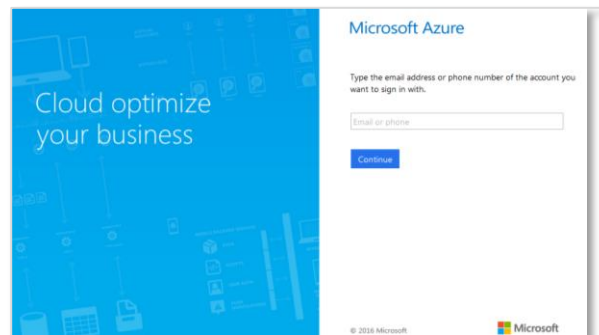 Cloud optimize
your business
Microsoft Azure
Type the email address or phone number of the account you
want to sign in with.
Email or phone
Continue
© 2016 Microsoft
Microsoft